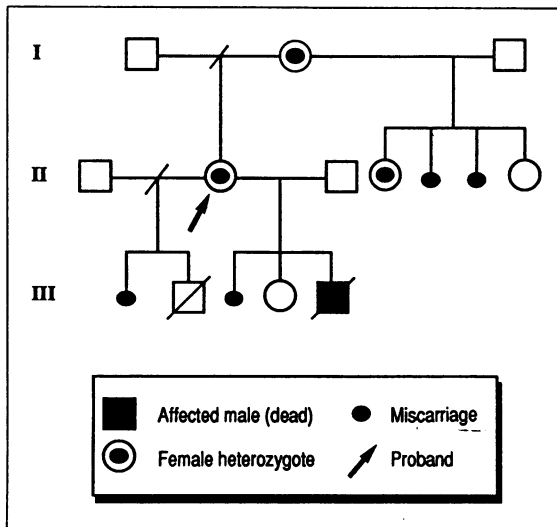 I
II
III
Affected male (dead)
Miscarriage
Female heterozygote
Proband